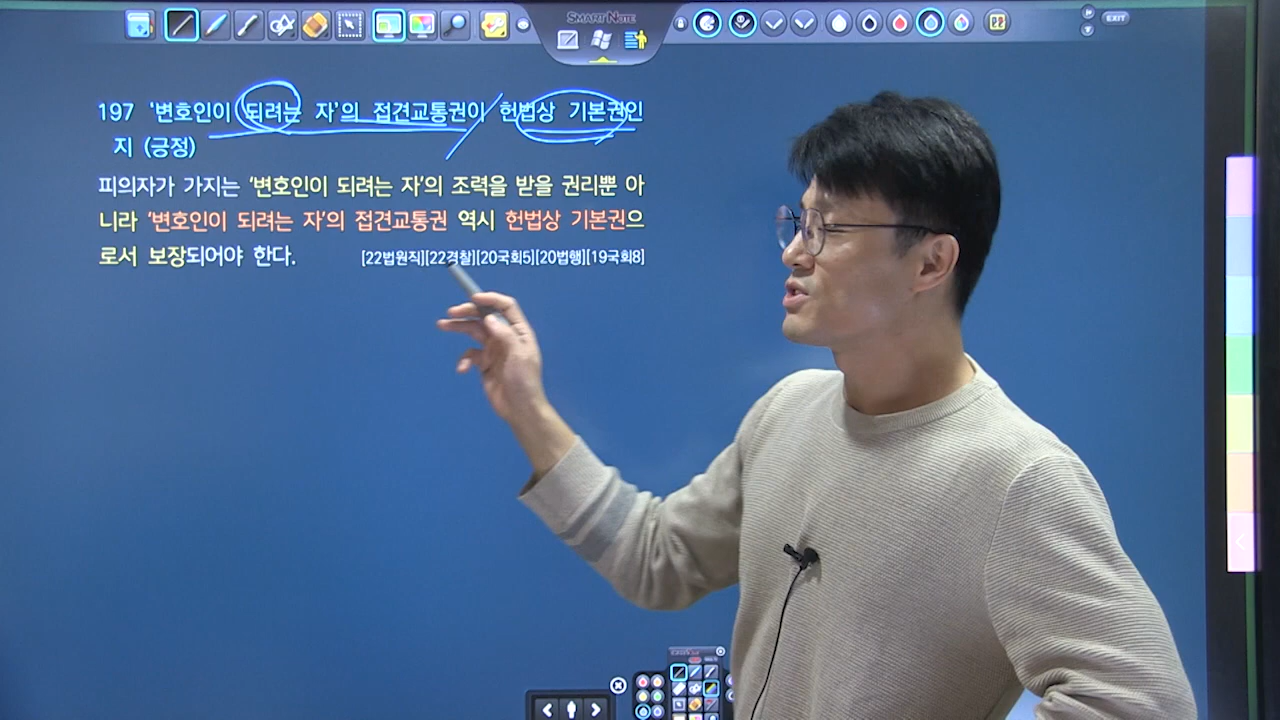 SMART NOTE
EXIT
197 '변호인이 되려는 자'의 접견교통권이 헌법상 기본권인
지 (긍정)
피의자가 가지는 '변호인이 되려는 자'의 조력을 받을 권리뿐 아
니라 '변호인이 되려는 자'의 접견교통권 역시 헌법상 기본권으
로서 보장되어야 한다. [22법원직][22경찰][20국회5][20법행][19국회8]